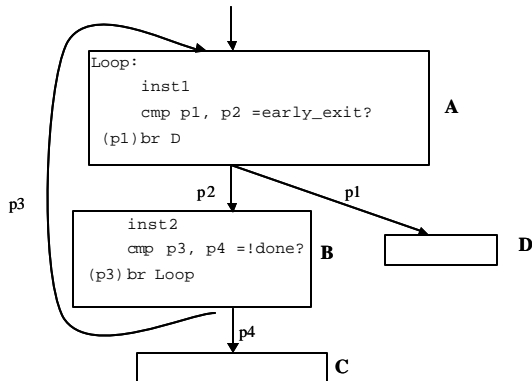 Loop:
inst1
cmp p1, p2 =early_exit?
(p1) br D
A
p2
p1
p3
inst2
cmp p3, p4 =!done?
(p3) br Loop
B
D
p4
C